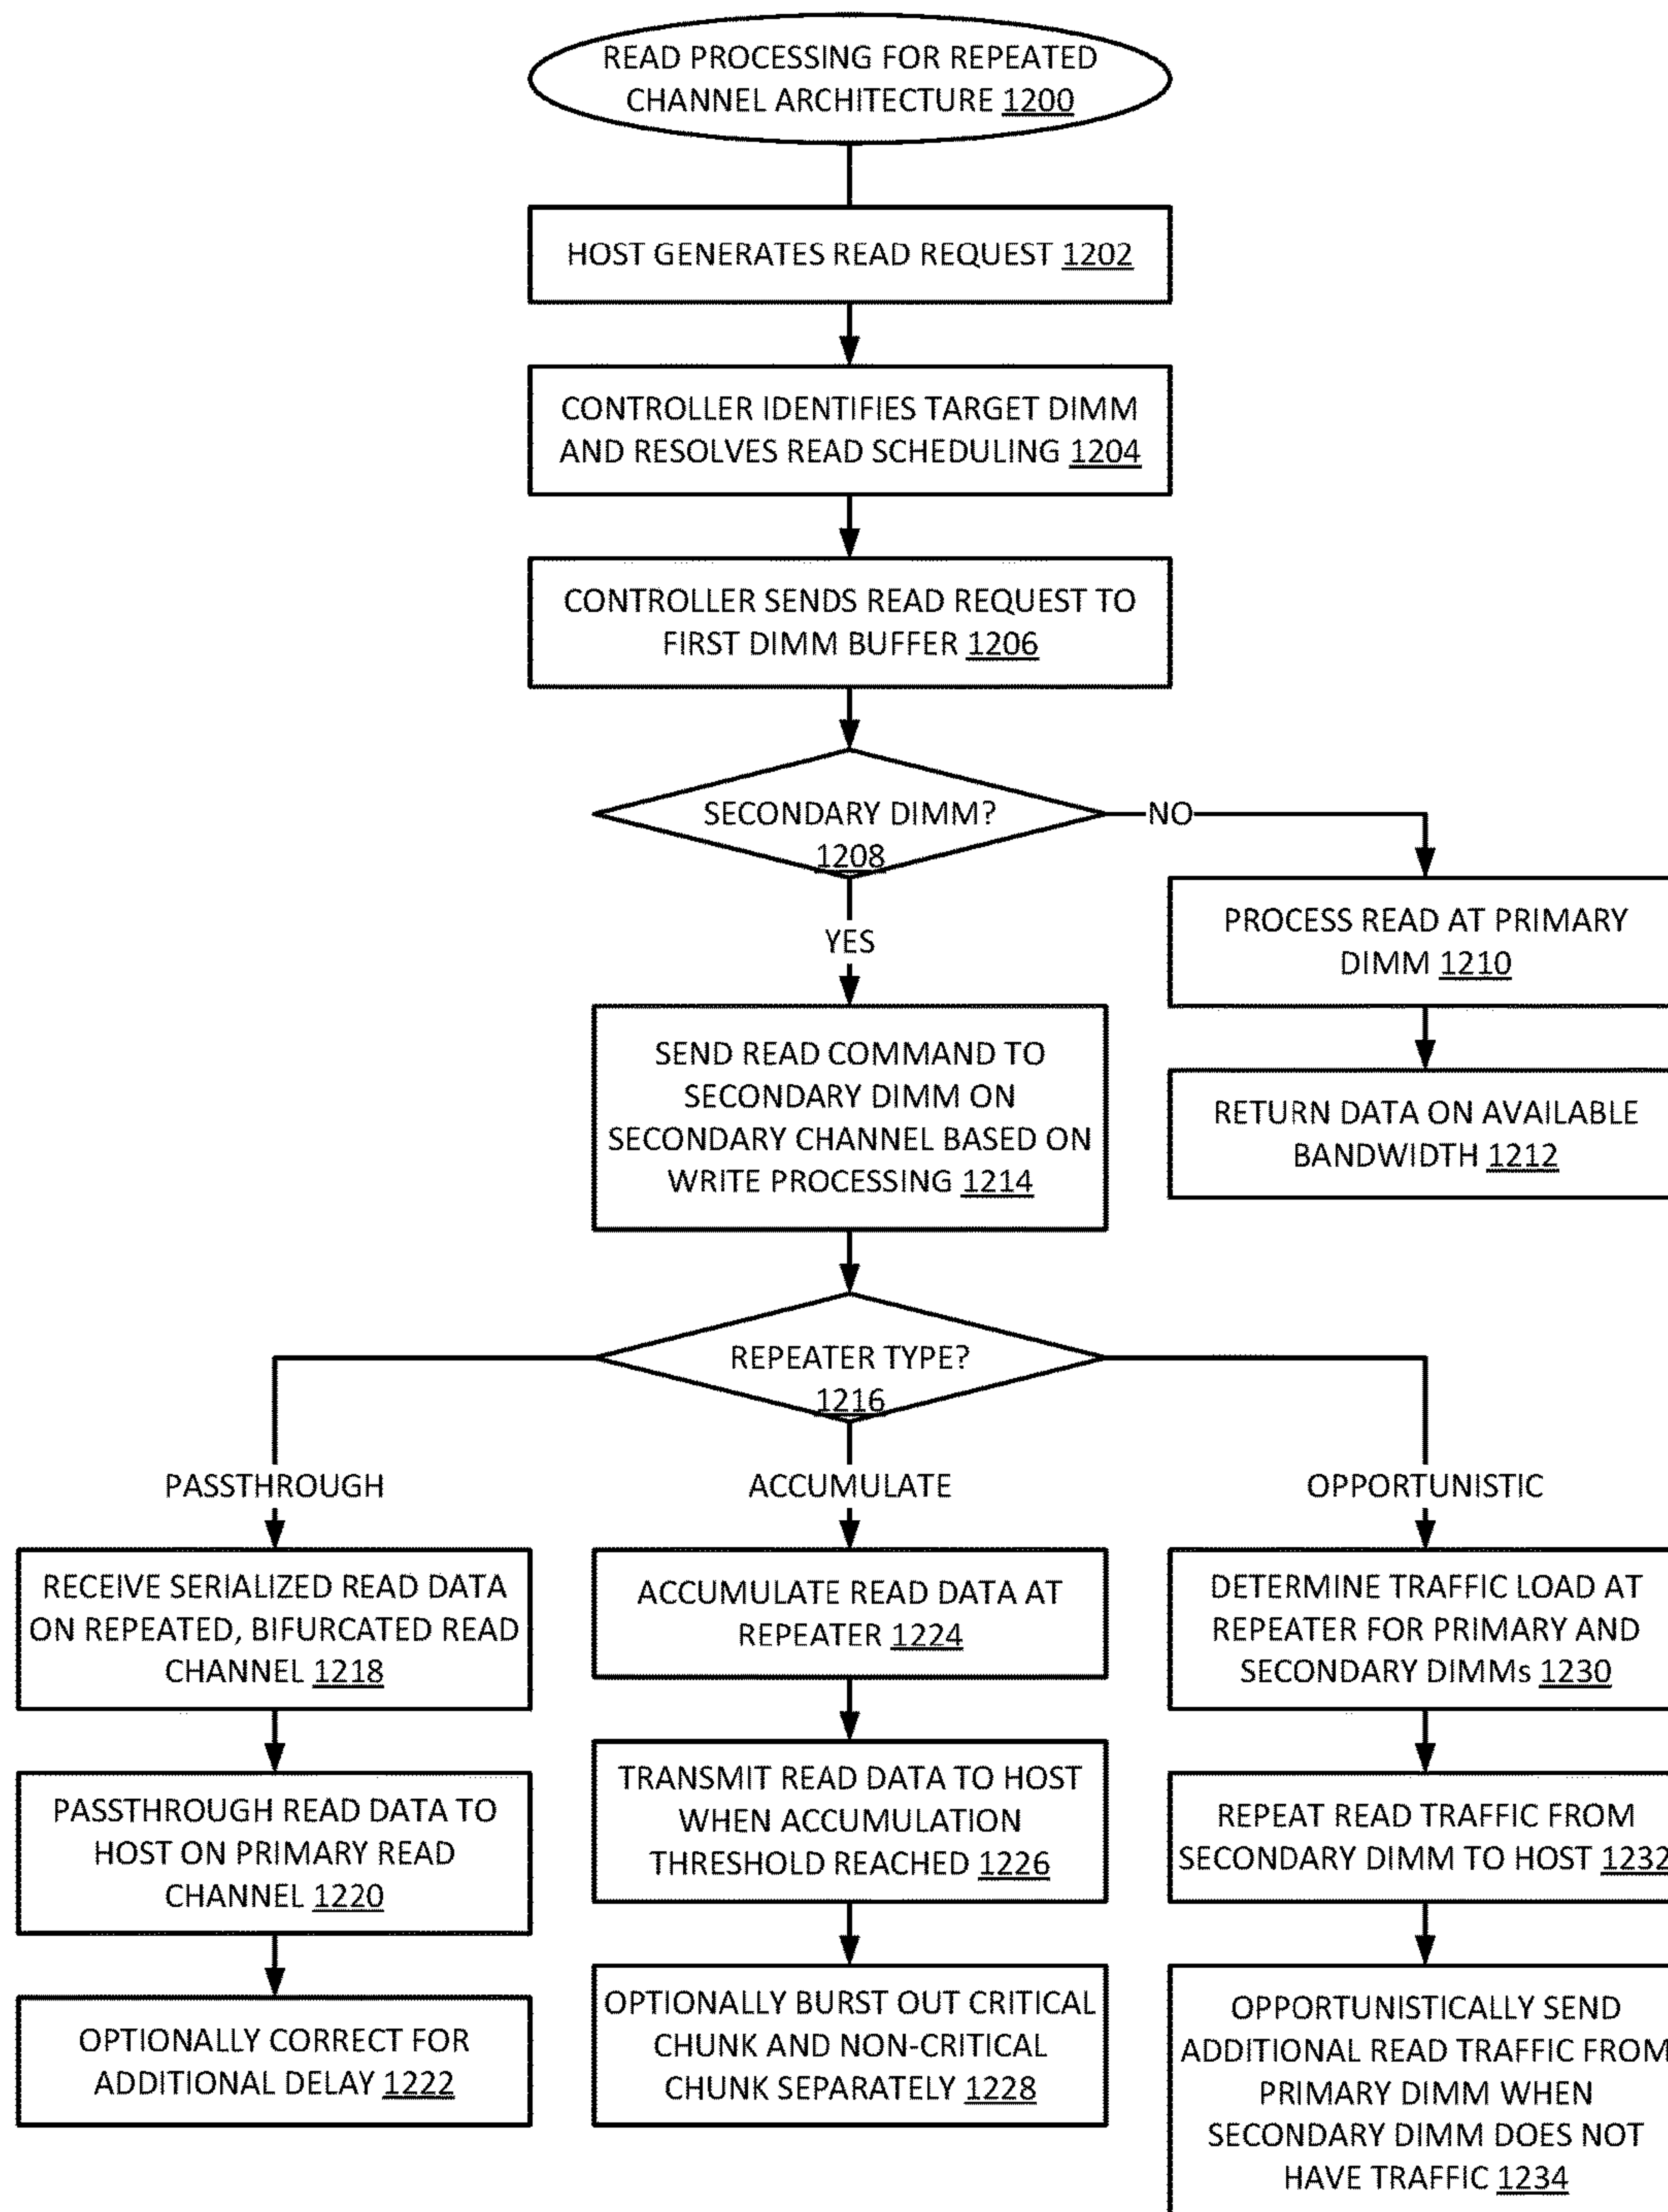 READ PROCESSING FOR REPEATED
CHANNEL ARCHITECTURE 1200
HOST GENERATES READ REQUEST 1202
CONTROLLER IDENTIFIES TARGET DIMM
AND RESOLVES READ SCHEDULING 1204
CONTROLLER SENDS READ REQUEST TO
FIRST DIMM BUFFER 1206
SECONDARY DIMM?
1208
NO
YES
PROCESS READ AT PRIMARY
DIMM 1210
RETURN DATA ON AVAILABLE
BANDWIDTH 1212
SEND READ COMMAND TO
SECONDARY DIMM ON
SECONDARY CHANNEL BASED ON
WRITE PROCESSING 1214
REPEATER TYPE?
1216
PASSTHROUGH
RECEIVE SERIALIZED READ DATA
ON REPEATED, BIFURCATED READ
CHANNEL 1218
PASSTHROUGH READ DATA TO
HOST ON PRIMARY READ
CHANNEL 1220
OPTIONALLY CORRECT FOR
ADDITIONAL DELAY 1222
ACCUMULATE
ACCUMULATE READ DATA AT
REPEATER 1224
TRANSMIT READ DATA TO HOST
WHEN ACCUMULATION
THRESHOLD REACHED 1226
OPTIONALLY BURST OUT CRITICAL
CHUNK AND NON-CRITICAL
CHUNK SEPARATELY 1228
OPPORTUNISTIC
DETERMINE TRAFFIC LOAD AT
REPEATER FOR PRIMARY AND
SECONDARY DIMMs 1230
REPEAT READ TRAFFIC FROM
SECONDARY DIMM TO HOST 1232
OPPORTUNISTICALLY SEND
ADDITIONAL READ TRAFFIC FROM
PRIMARY DIMM WHEN
SECONDARY DIMM DOES NOT
HAVE TRAFFIC 1234